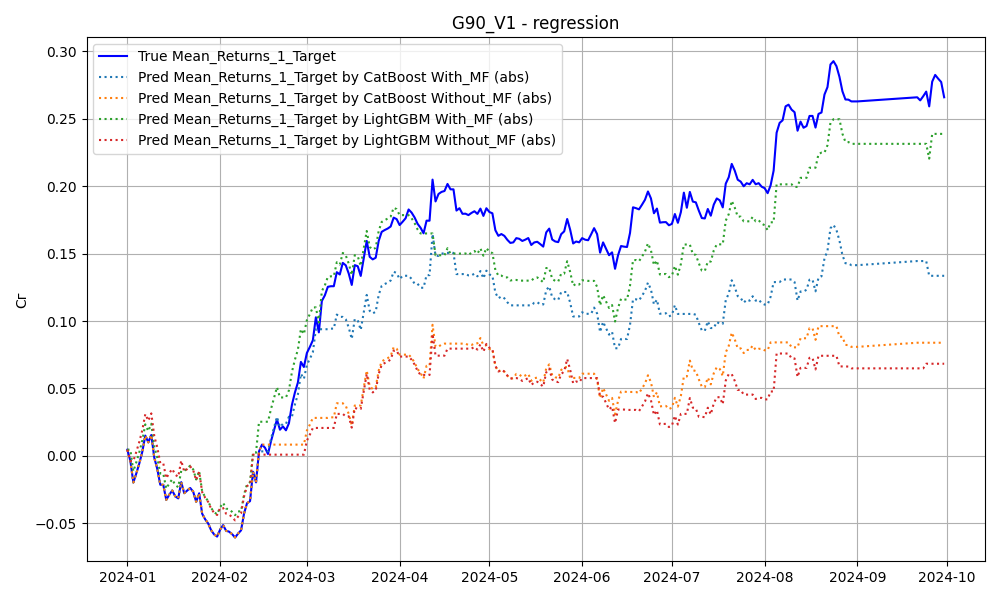 G90_V1 - regression
True Mean_Returns_1_Target
Pred Mean_Returns_1_Target by CatBoost With_MF (abs)
Pred Mean_Returns_1_Target by CatBoost Without_MF (abs)
Pred Mean_Returns_1_Target by LightGBM With_MF (abs)
Pred Mean_Returns_1_Target by LightGBM Without_MF (abs)
Cr
0.30
0.25
0.20
0.15
0.10
0.05
0.00
−0.05
2024-01 2024-02 2024-03 2024-04 2024-05 2024-06 2024-07 2024-08 2024-09 2024-10